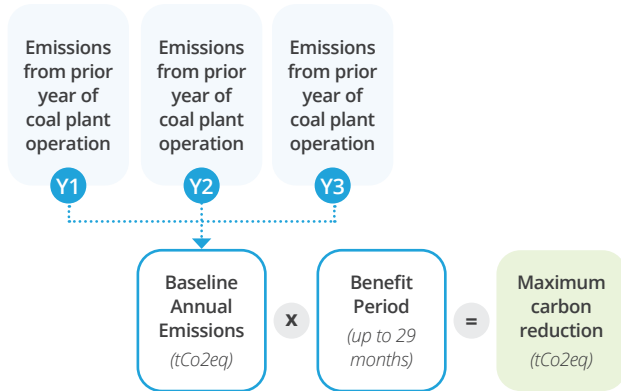 Emissions
from prior
year of
coal plant
operation
Y1
Emissions
from prior
year of
coal plant
operation
Y2
Emissions
from prior
year of
coal plant
operation
Y3
Baseline
Annual
Emissions
(tCo2eq)
x
Benefit
Period
(up to 29
months)
=
Maximum
carbon
reduction
(tCo2eq)